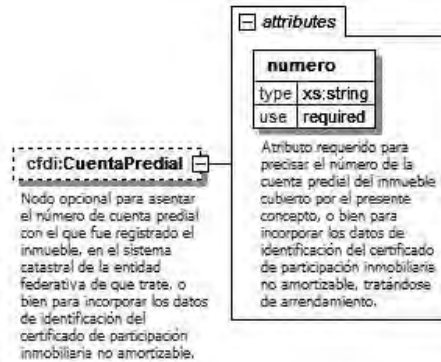 attributes
numero
type xs:string
use required
Atributo requerido para
precisar el número de la
cuenta predial del inmueble
cubierto por el presente
concepto, o bien para
incorporar los datos de
identificación del certificado
de participación inmobiliaria
no amortizable, tratándose
de arrendamiento.
cfdi:CuentaPredial
Nodo opcional para asentar
el número de cuenta predial
con el que fue registrado el
inmueble, en el sistema
catastral de la entidad
federativa de que trate, o
bien para incorporar los datos
de identificación del
certificado de participación
inmobiliaria no amortizable.